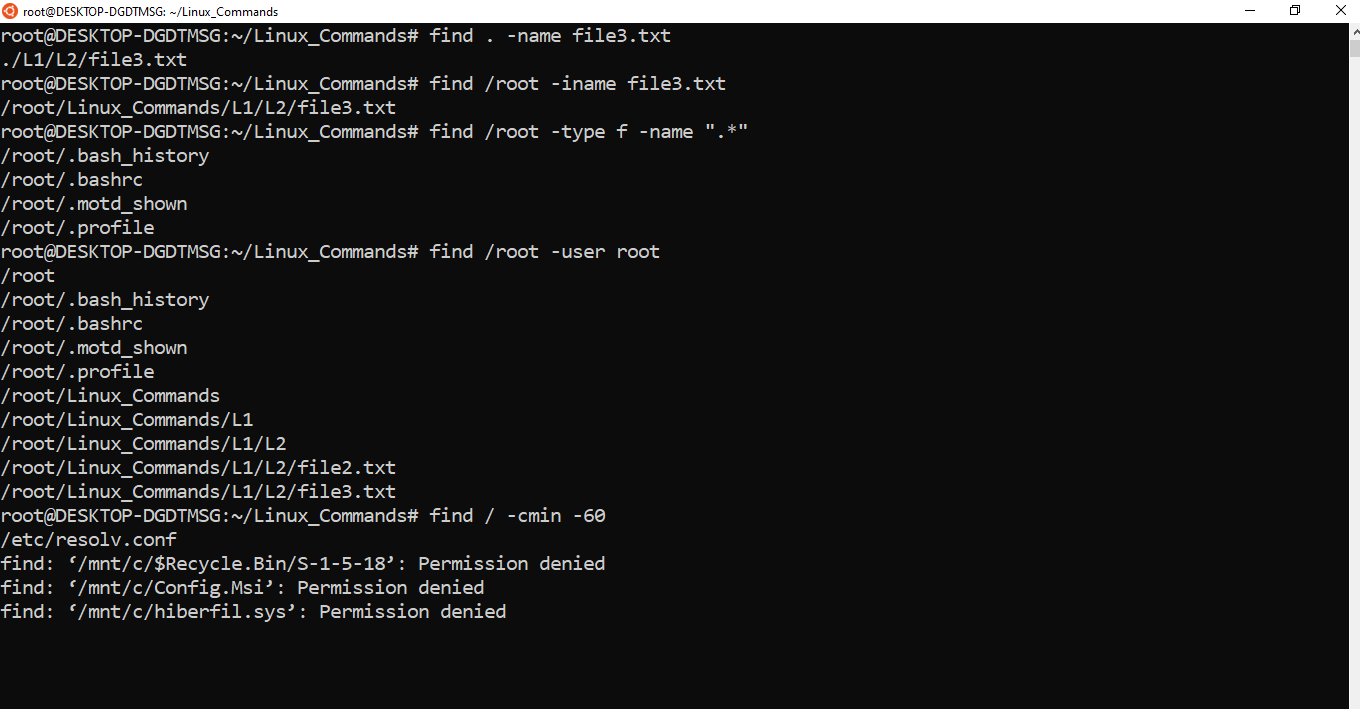 root@DESKTOP-DGDTMSG: ~/Linux_Commands
root@DESKTOP-DGDTMSG:~/Linux_Commands# find . -name file3.txt
./L1/L2/file3.txt
root@DESKTOP-DGDTMSG:~/Linux_Commands# find /root -iname file3.txt
/root/Linux_Commands/L1/L2/file3.txt
root@DESKTOP-DGDTMSG:~/Linux_Commands# find /root -type f -name ".*"
/root/.bash_history
/root/.bashrc
/root/.motd_shown
/root/.profile
root@DESKTOP-DGDTMSG:~/Linux_Commands# find /root -user root
/root
/root/.bash_history
/root/.bashrc
/root/.motd_shown
/root/.profile
/root/Linux_Commands
/root/Linux_Commands/L1
/root/Linux_Commands/L1/L2
/root/Linux_Commands/L1/L2/file2.txt
/root/Linux_Commands/L1/L2/file3.txt
root@DESKTOP-DGDTMSG:~/Linux_Commands# find / -cmin -60
/etc/resolv.conf
find: ‘/mnt/c/$Recycle.Bin/S-1-5-18’: Permission denied
find: ‘/mnt/c/Config.Msi’: Permission denied
find: ‘/mnt/c/hiberfil.sys’: Permission denied